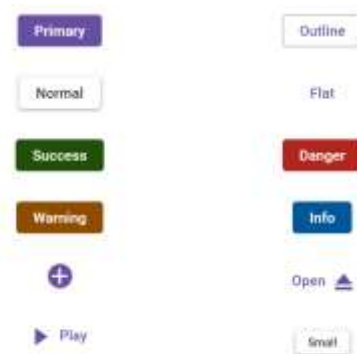 Primary
Outline
Normal
Flat
Success
Danger
Warning
Info
Open
Play
Small